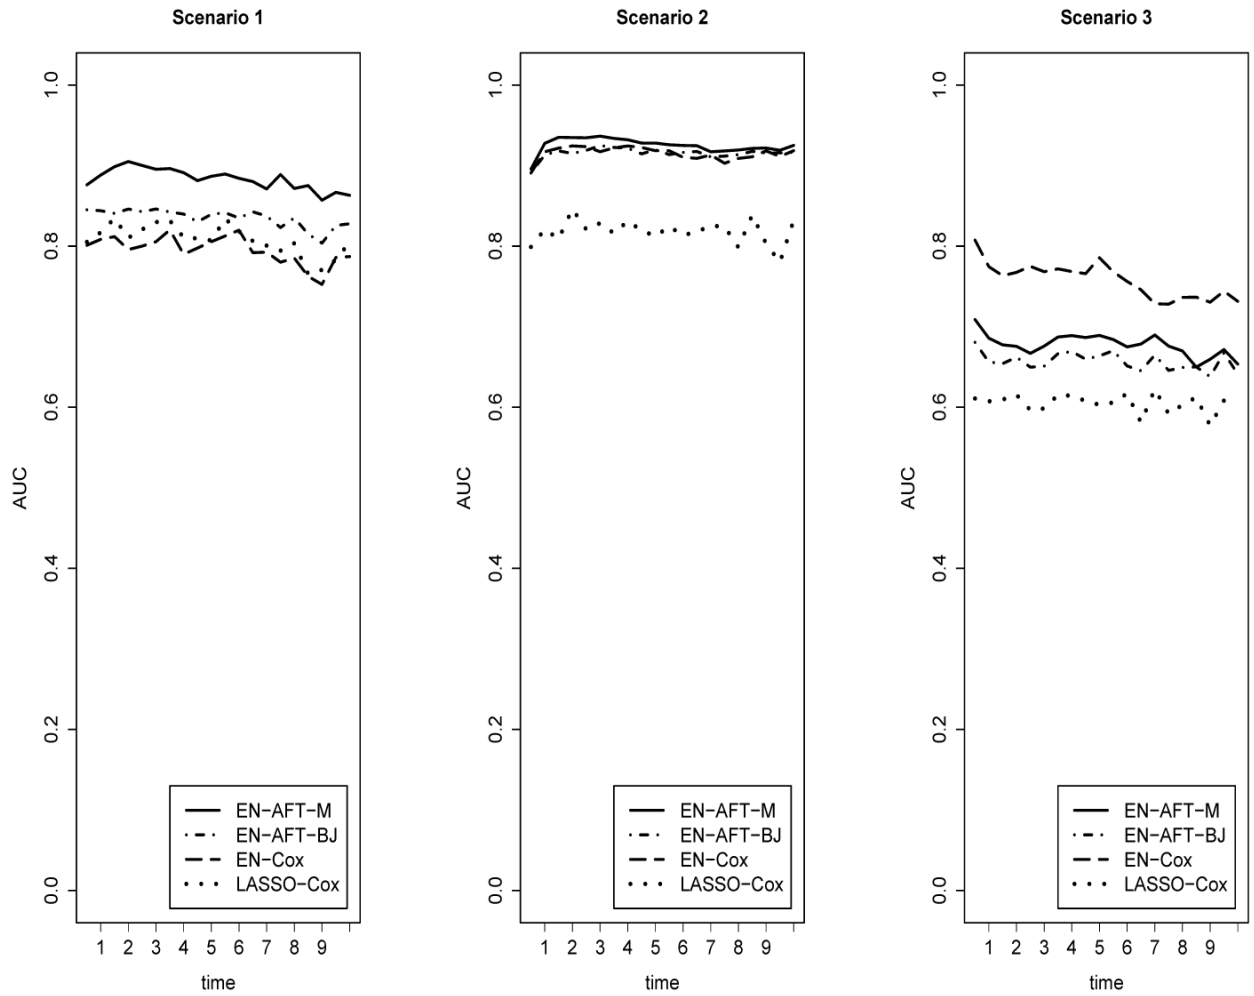 Scenario 1
AUC
0.0 0.2 0.4 0.6 0.8 1.0
EN-AFT-M
EN-AFT-BJ
EN-Cox
LASSO-Cox
1 2 3 4 5 6 7 8 9
time
Scenario 2
AUC
0.0 0.2 0.4 0.6 0.8 1.0
EN-AFT-M
EN-AFT-BJ
EN-Cox
LASSO-Cox
1 2 3 4 5 6 7 8 9
time
Scenario 3
AUC
0.0 0.2 0.4 0.6 0.8 1.0
EN-AFT-M
EN-AFT-BJ
EN-Cox
LASSO-Cox
1 2 3 4 5 6 7 8 9
time